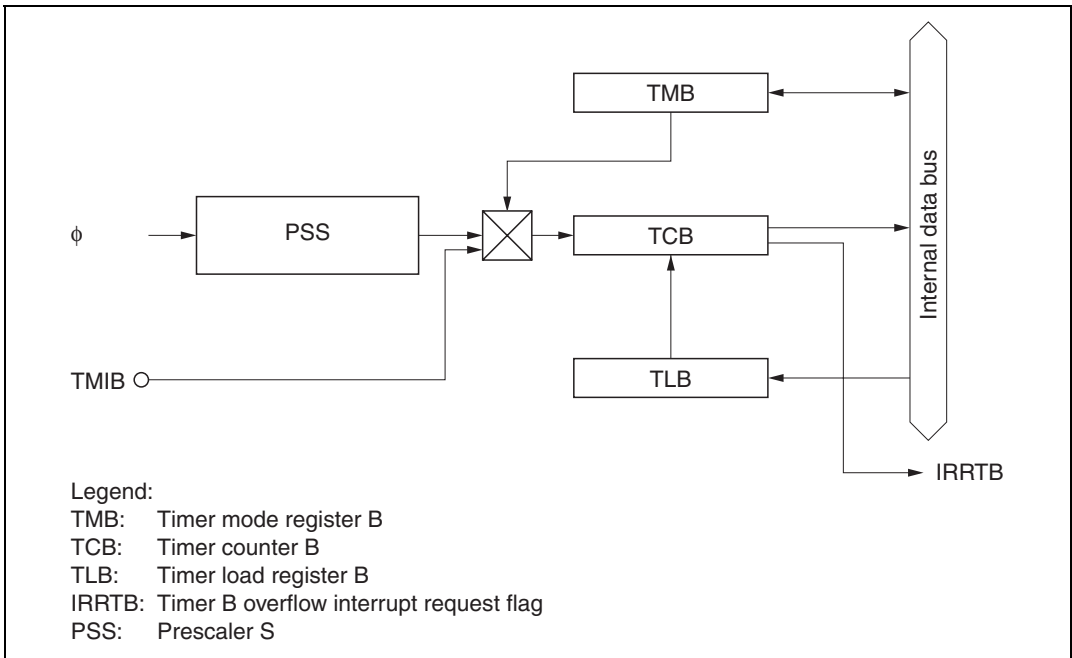 TMB
Internal data bus
φ
PSS
TCB
TMIB
TLB
IRRTB
Legend:
TMB: Timer mode register B
TCB: Timer counter B
TLB: Timer load register B
IRRTB: Timer B overflow interrupt request flag
PSS: Prescaler S